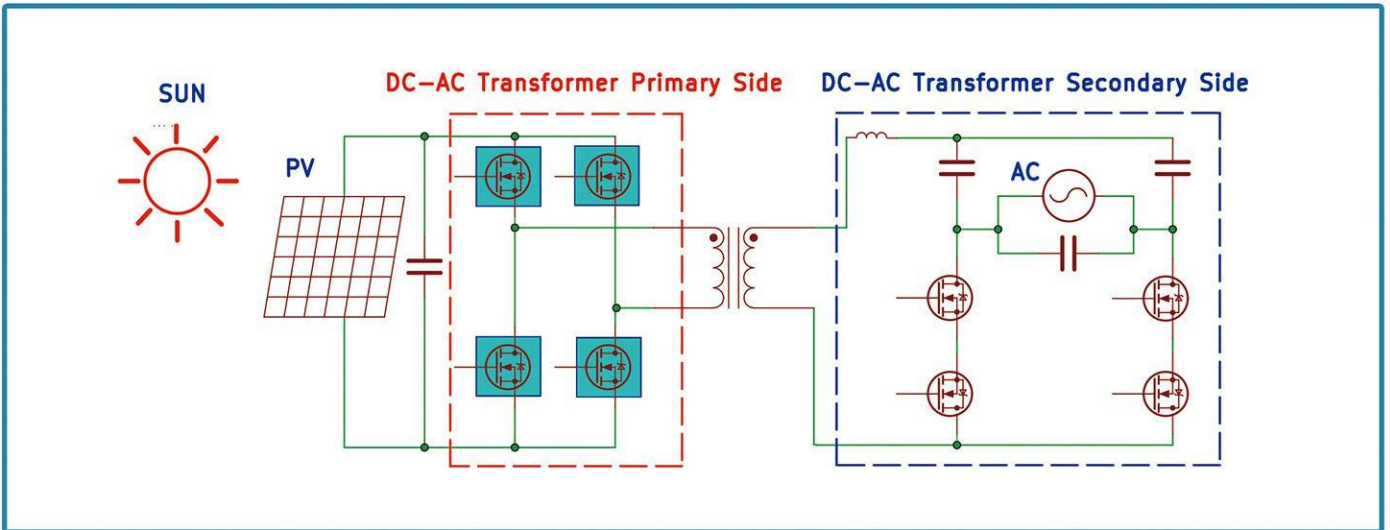 SUN
DC-AC Transformer Primary Side
DC-AC Transformer Secondary Side
PV
AC